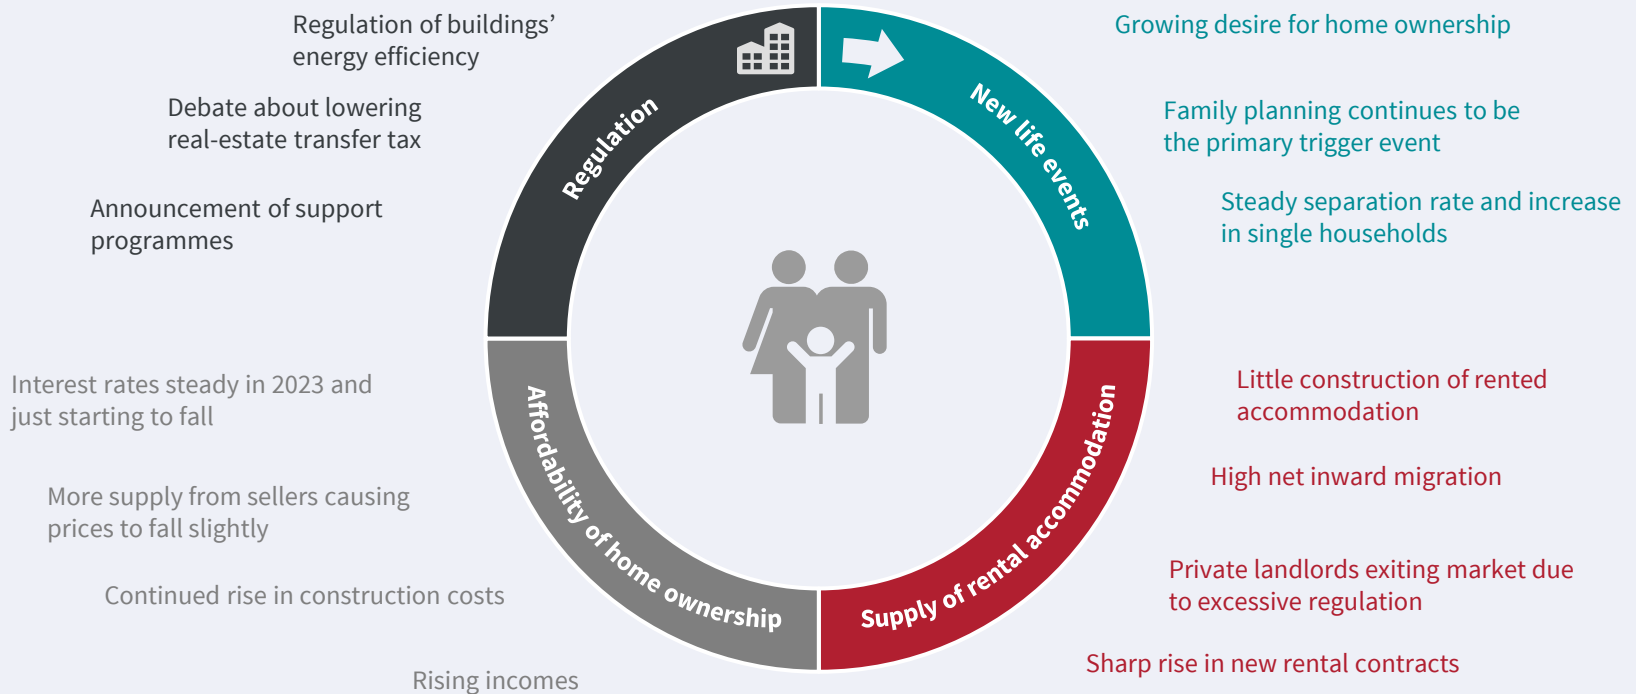 Regulation of buildings’
energy efficiency
Debate about lowering
real-estate transfer tax
Announcement of support
programmes
Regulation
New life events
Growing desire for home ownership
Family planning continues to be
the primary trigger event
Steady separation rate and increase
in single households
Interest rates steady in 2023 and
just starting to fall
More supply from sellers causing
prices to fall slightly
Continued rise in construction costs
Rising incomes
Affordability of home ownership
Supply of rental accommodation
Little construction of rented
accommodation
High net inward migration
Private landlords exiting market due
to excessive regulation
Sharp rise in new rental contracts